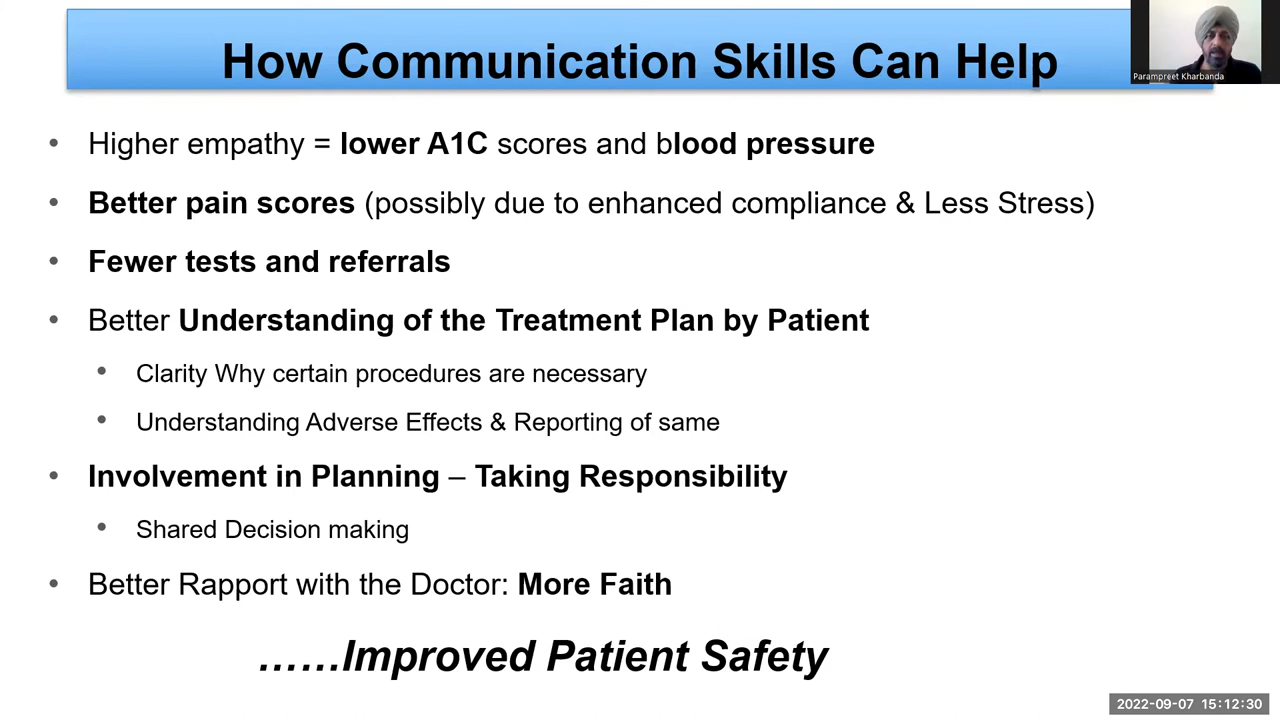 How Communication Skills Can Help
Parampreet Kharbanda
• Higher empathy = lower A1C scores and blood pressure
• Better pain scores (possibly due to enhanced compliance & Less Stress)
• Fewer tests and referrals
• Better Understanding of the Treatment Plan by Patient
• Clarity Why certain procedures are necessary
• Understanding Adverse Effects & Reporting of same
• Involvement in Planning – Taking Responsibility
• Shared Decision making
• Better Rapport with the Doctor: More Faith
……Improved Patient Safety
2022-09-07 15:12:30